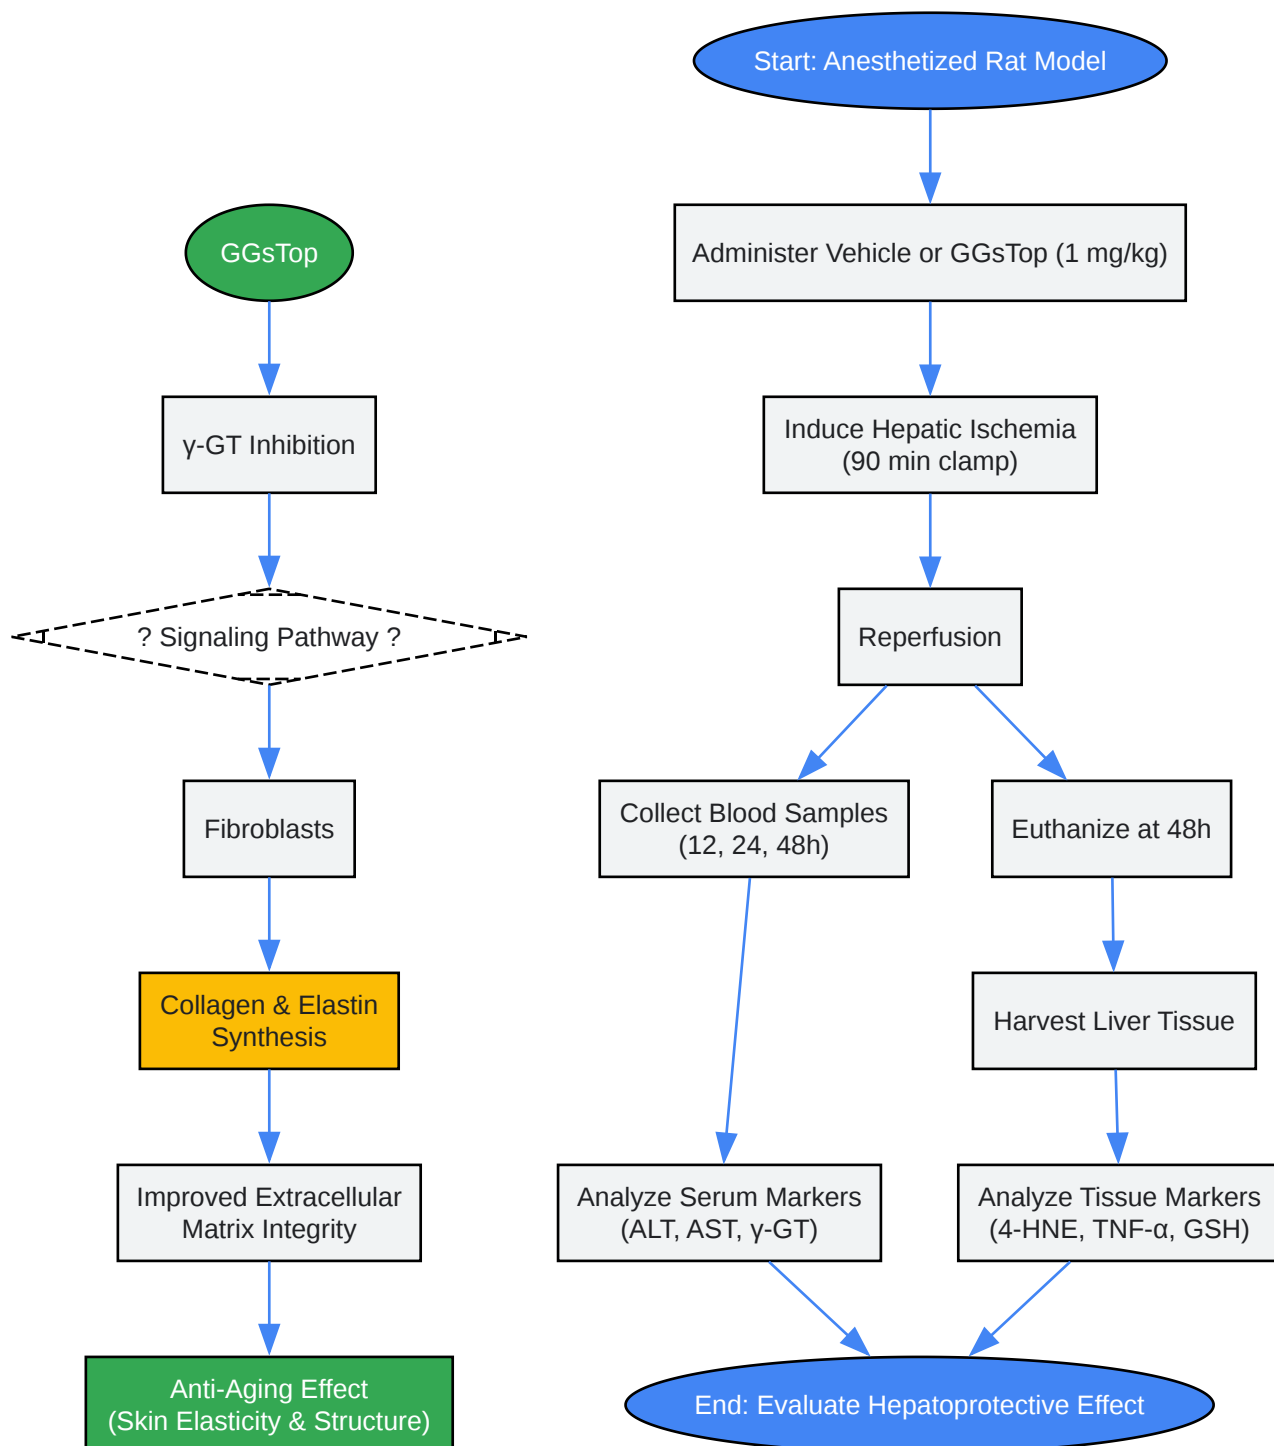 GGsTop
γ-GT Inhibition
? Signaling Pathway ?
Fibroblasts
Collagen & Elastin
Synthesis
Improved Extracellular
Matrix Integrity
Anti-Aging Effect
(Skin Elasticity & Structure)
Start: Anesthetized Rat Model
Administer Vehicle or GGsTop (1 mg/kg)
Induce Hepatic Ischemia
(90 min clamp)
Reperfusion
Collect Blood Samples
(12, 24, 48h)
Euthanize at 48h
Harvest Liver Tissue
Analyze Serum Markers
(ALT, AST, γ-GT)
Analyze Tissue Markers
(4-HNE, TNF-α, GSH)
End: Evaluate Hepatoprotective Effect